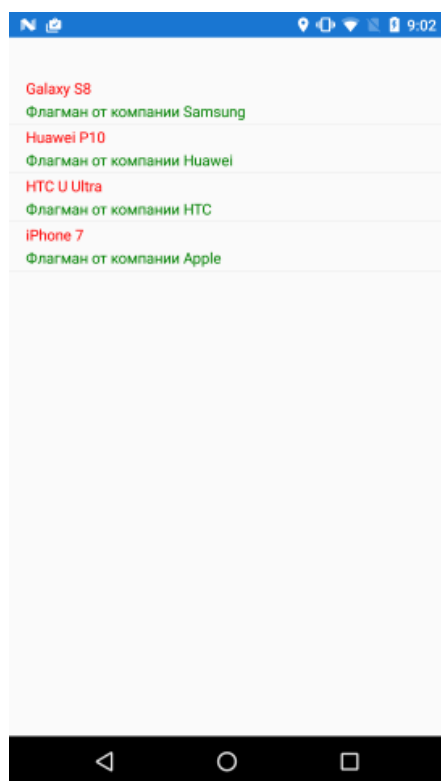 9:02
Galaxy S8
Флагман от компании Samsung
Huawei P10
Флагман от компании Huawei
HTC U Ultra
Флагман от компании HTC
iPhone 7
Флагман от компании Apple